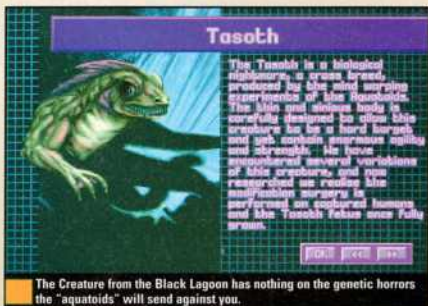 Tasoth
The Tasoth is a biological
nightmare, a cross breed,
produced by the mind warping
experiments of the Aquatoids.
The thin and sinious body is
carefully designed to allow this
creature to be a hard target
and yet contain enormous agility
and strength. We have
encountered several variations
of this creature, and now
researched we realise the
modification surgery is
performed on captured humans
and the Tasoth fetus once fully
grown.
OK << >>
The Creature from the Black Lagoon has nothing on the genetic horrors
the “aquatoids” will send against you.